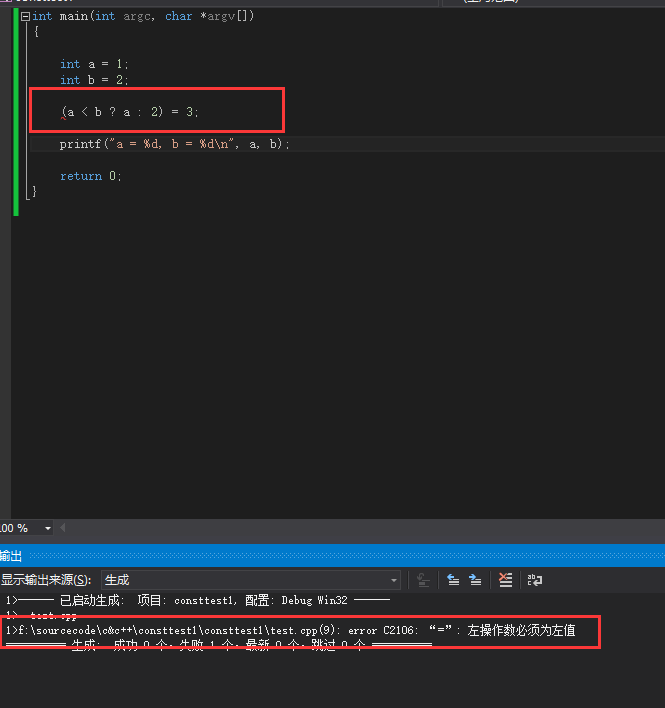 int main(int argc, char *argv[])
{
int a = 1;
int b = 2;
(a < b ? a : 2) = 3;
printf("a = %d, b = %d\n", a, b);
return 0;
}
.00 %
输出
显示输出来源(S): 生成
1>------ 已启动生成: 项目: consttest1, 配置: Debug Win32 ------
1> test.cpp
1>f:\sourcecode\c&c++\consttest1\consttest1\test.cpp(9): error C2106: “=”: 左操作数必须为左值
========== 生成: 成功 0 个，失败 1 个，最新 0 个，跳过 0 个 ==========